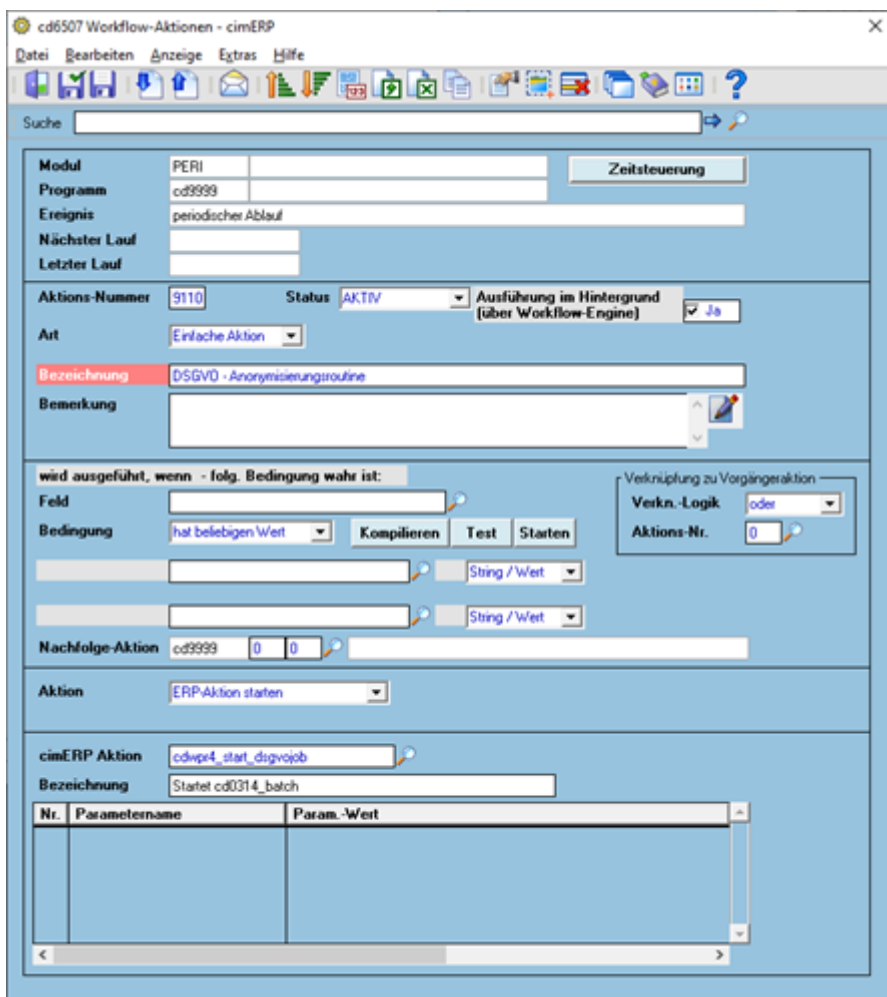 cd6507 Workflow-Aktionen - cimERP
Datei Bearbeiten Anzeige Extras Hilfe
Suche
Modul PERI Zeitsteuerung
Programm cd9999
Ereignis periodischer Ablauf
Nächster Lauf
Letzter Lauf
Aktions-Nummer 9110 Status AKTIV Ausführung im Hintergrund
(über Workflow-Engine) Ja
Art Einfache Aktion
Bezeichnung DSGVO - Anonymisierungsroutine
Bemerkung
wird ausgeführt, wenn - folg. Bedingung wahr ist: Verknüpfung zu Vorgängeraktion
Feld Verkn.-Logik oder
Bedingung hat beliebigen Wert Kompilieren Test Starten Aktions-Nr. 0
String / Wert
String / Wert
Nachfolge-Aktion cd9999 0 0
Aktion ERP-Aktion starten
cimERP Aktion cdwpr4_start_dsgvojob
Bezeichnung Startet cd0314_batch
Nr. Parametername Param.-Wert